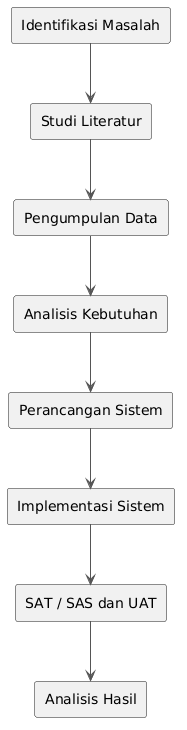 Identifikasi Masalah
Studi Literatur
Pengumpulan Data
Analisis Kebutuhan
Perancangan Sistem
Implementasi Sistem
SAT / SAS dan UAT
Analisis Hasil